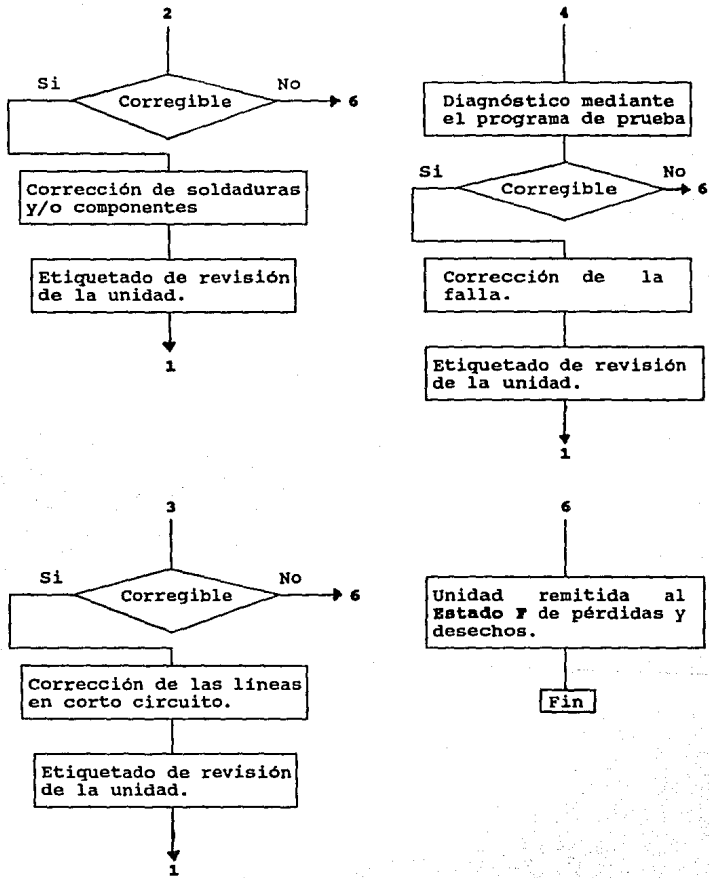 2
Si
No
Corregible
6
Corrección de soldaduras
y/o componentes
Etiquetado de revisión
de la unidad.
1
4
Diagnóstico mediante
el programa de prueba
Si
No
Corregible
6
Corrección de la
falla.
Etiquetado de revisión
de la unidad.
1
3
Si
No
Corregible
6
Corrección de las líneas
en corto circuito.
Etiquetado de revisión
de la unidad.
1
6
Unidad remitida al
Estado F de pérdidas y
desechos.
Fin